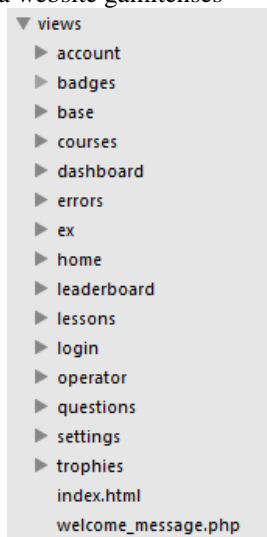 a website gamitenses
views
account
badges
base
courses
dashboard
errors
ex
home
leaderboard
lessons
login
operator
questions
settings
trophies
index.html
welcome_message.php